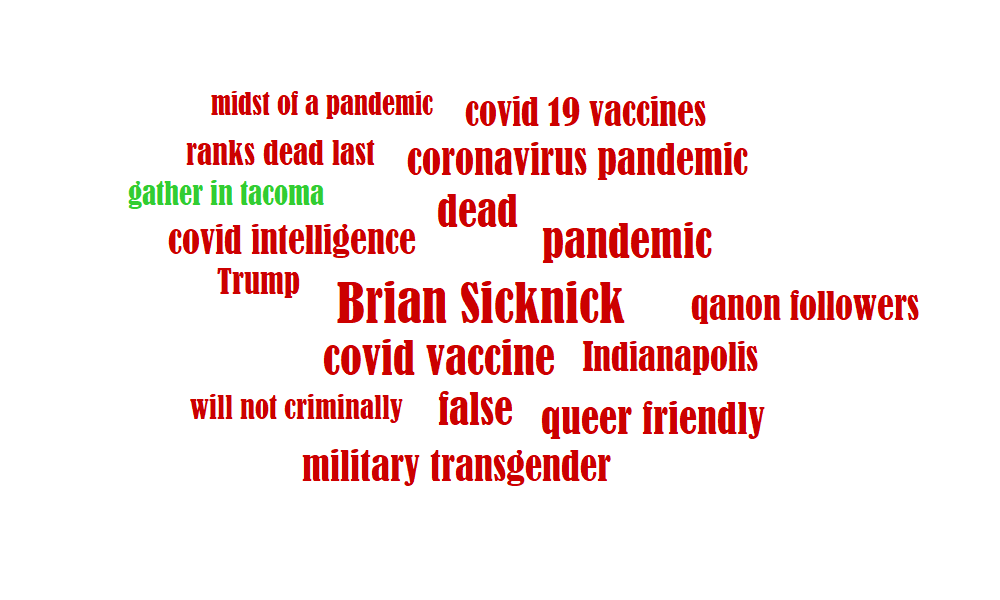 midst of a pandemic
covid 19 vaccines
ranks dead last
coronavirus pandemic
gather in tacoma
dead
covid intelligence
pandemic
Trump
Brian Sicknick
qanon followers
covid vaccine
Indianapolis
will not criminally
false
queer friendly
military transgender